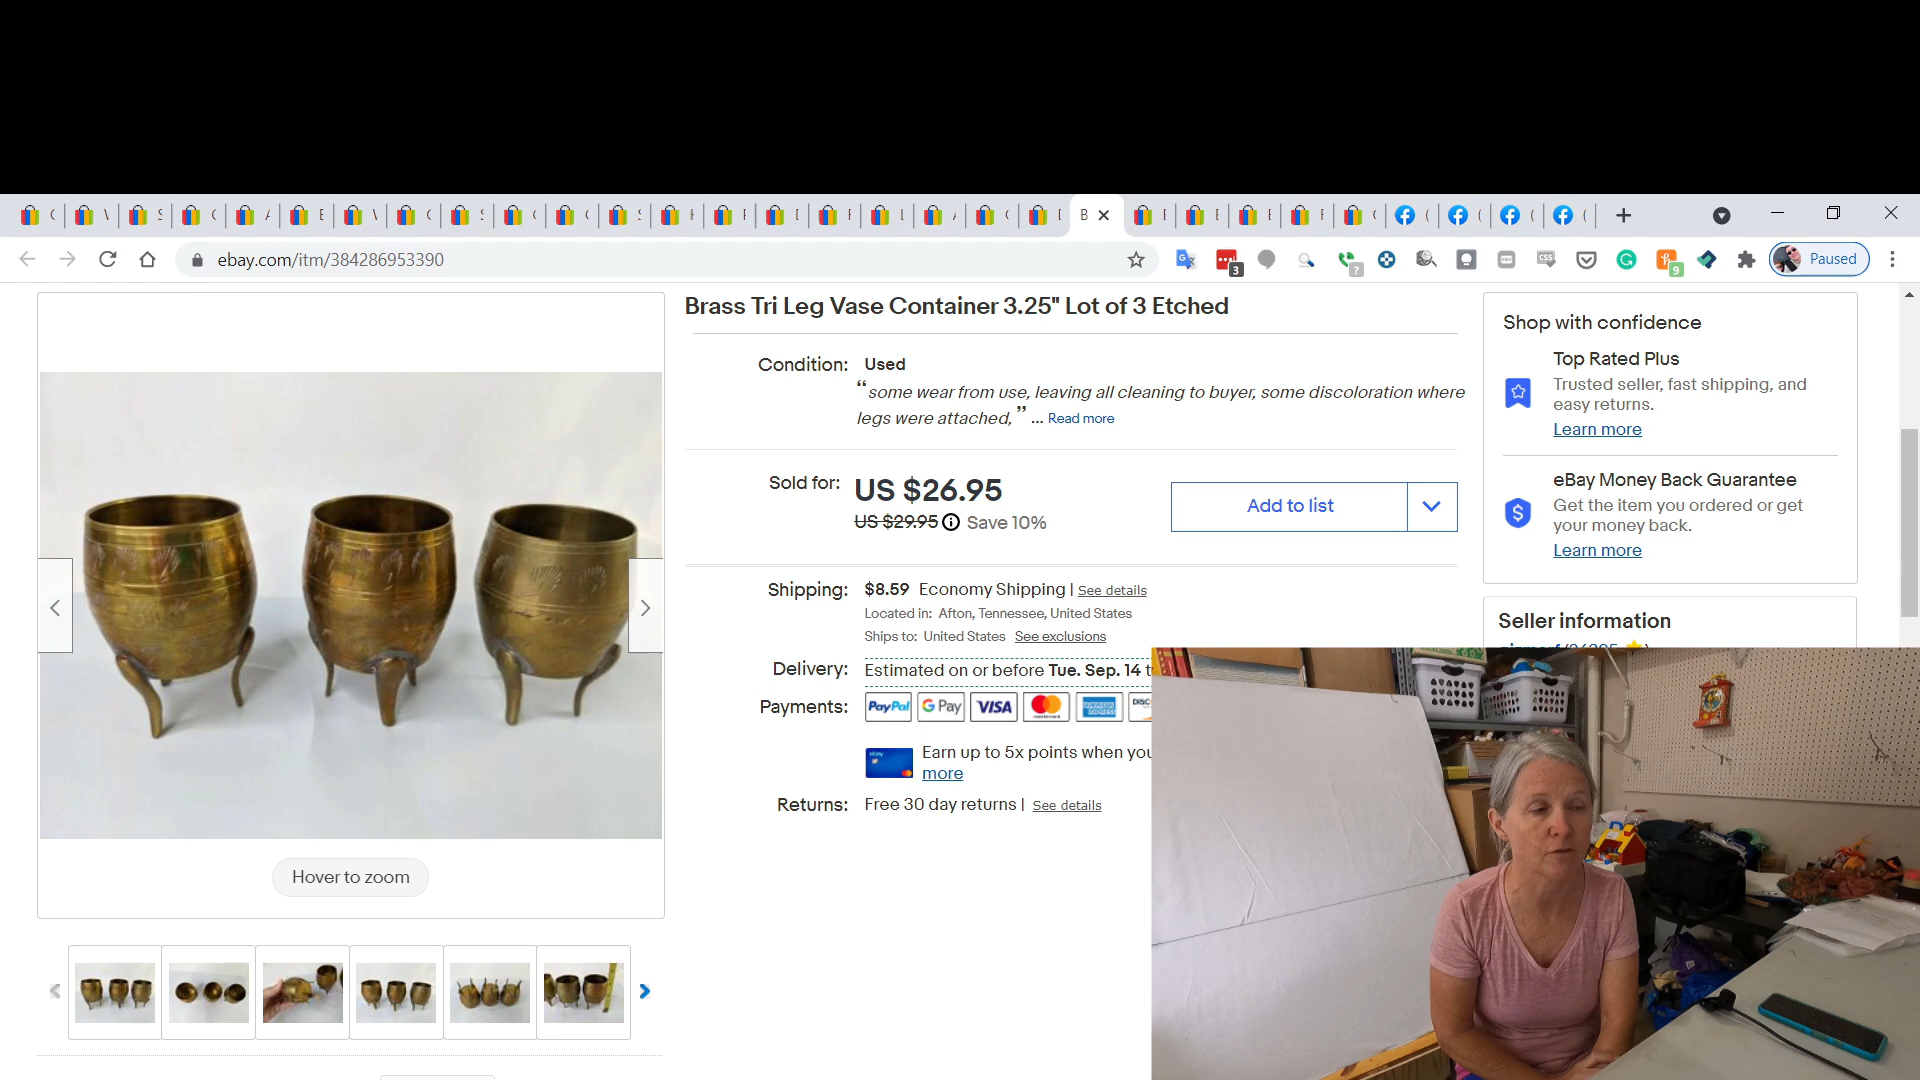 B
ebay.com/itm/384286953390
3
?
9
Paused
Brass Tri Leg Vase Container 3.25" Lot of 3 Etched
Condition: Used
“some wear from use, leaving all cleaning to buyer, some discoloration where
legs were attached,” ... Read more
Sold for: US $26.95
US $29.95 Save 10%
Add to list
Shipping: $8.59 Economy Shipping | See details
Located in: Afton, Tennessee, United States
Ships to: United States See exclusions
Delivery: Estimated on or before Tue. Sep. 14
Payments: PayPal G Pay VISA
Earn up to 5x points when you
more
Returns: Free 30 day returns | See details
Hover to zoom
Shop with confidence
Top Rated Plus
Trusted seller, fast shipping, and
easy returns.
Learn more
eBay Money Back Guarantee
Get the item you ordered or get
your money back.
Learn more
Seller information